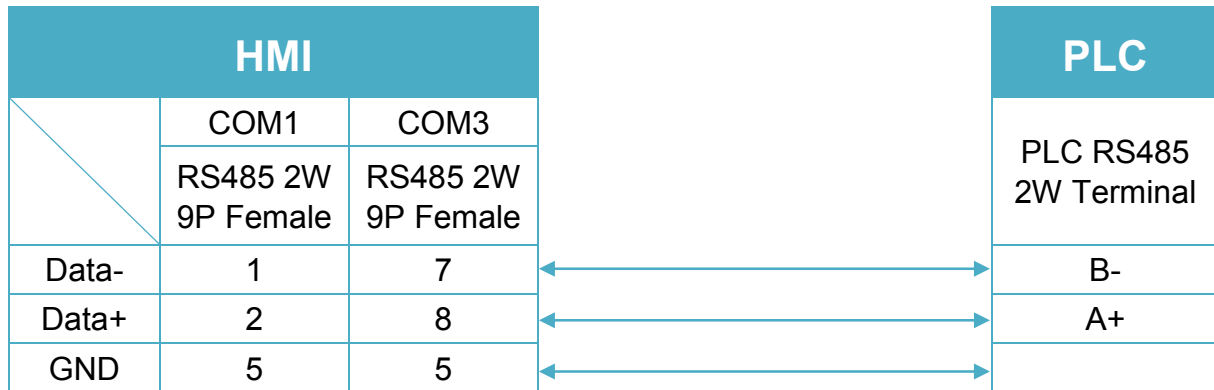 HMI
PLC
COM1 COM3
RS485 2W RS485 2W
9P Female 9P Female
PLC RS485
2W Terminal
Data- 1 7 B-
Data+ 2 8 A+
GND 5 5